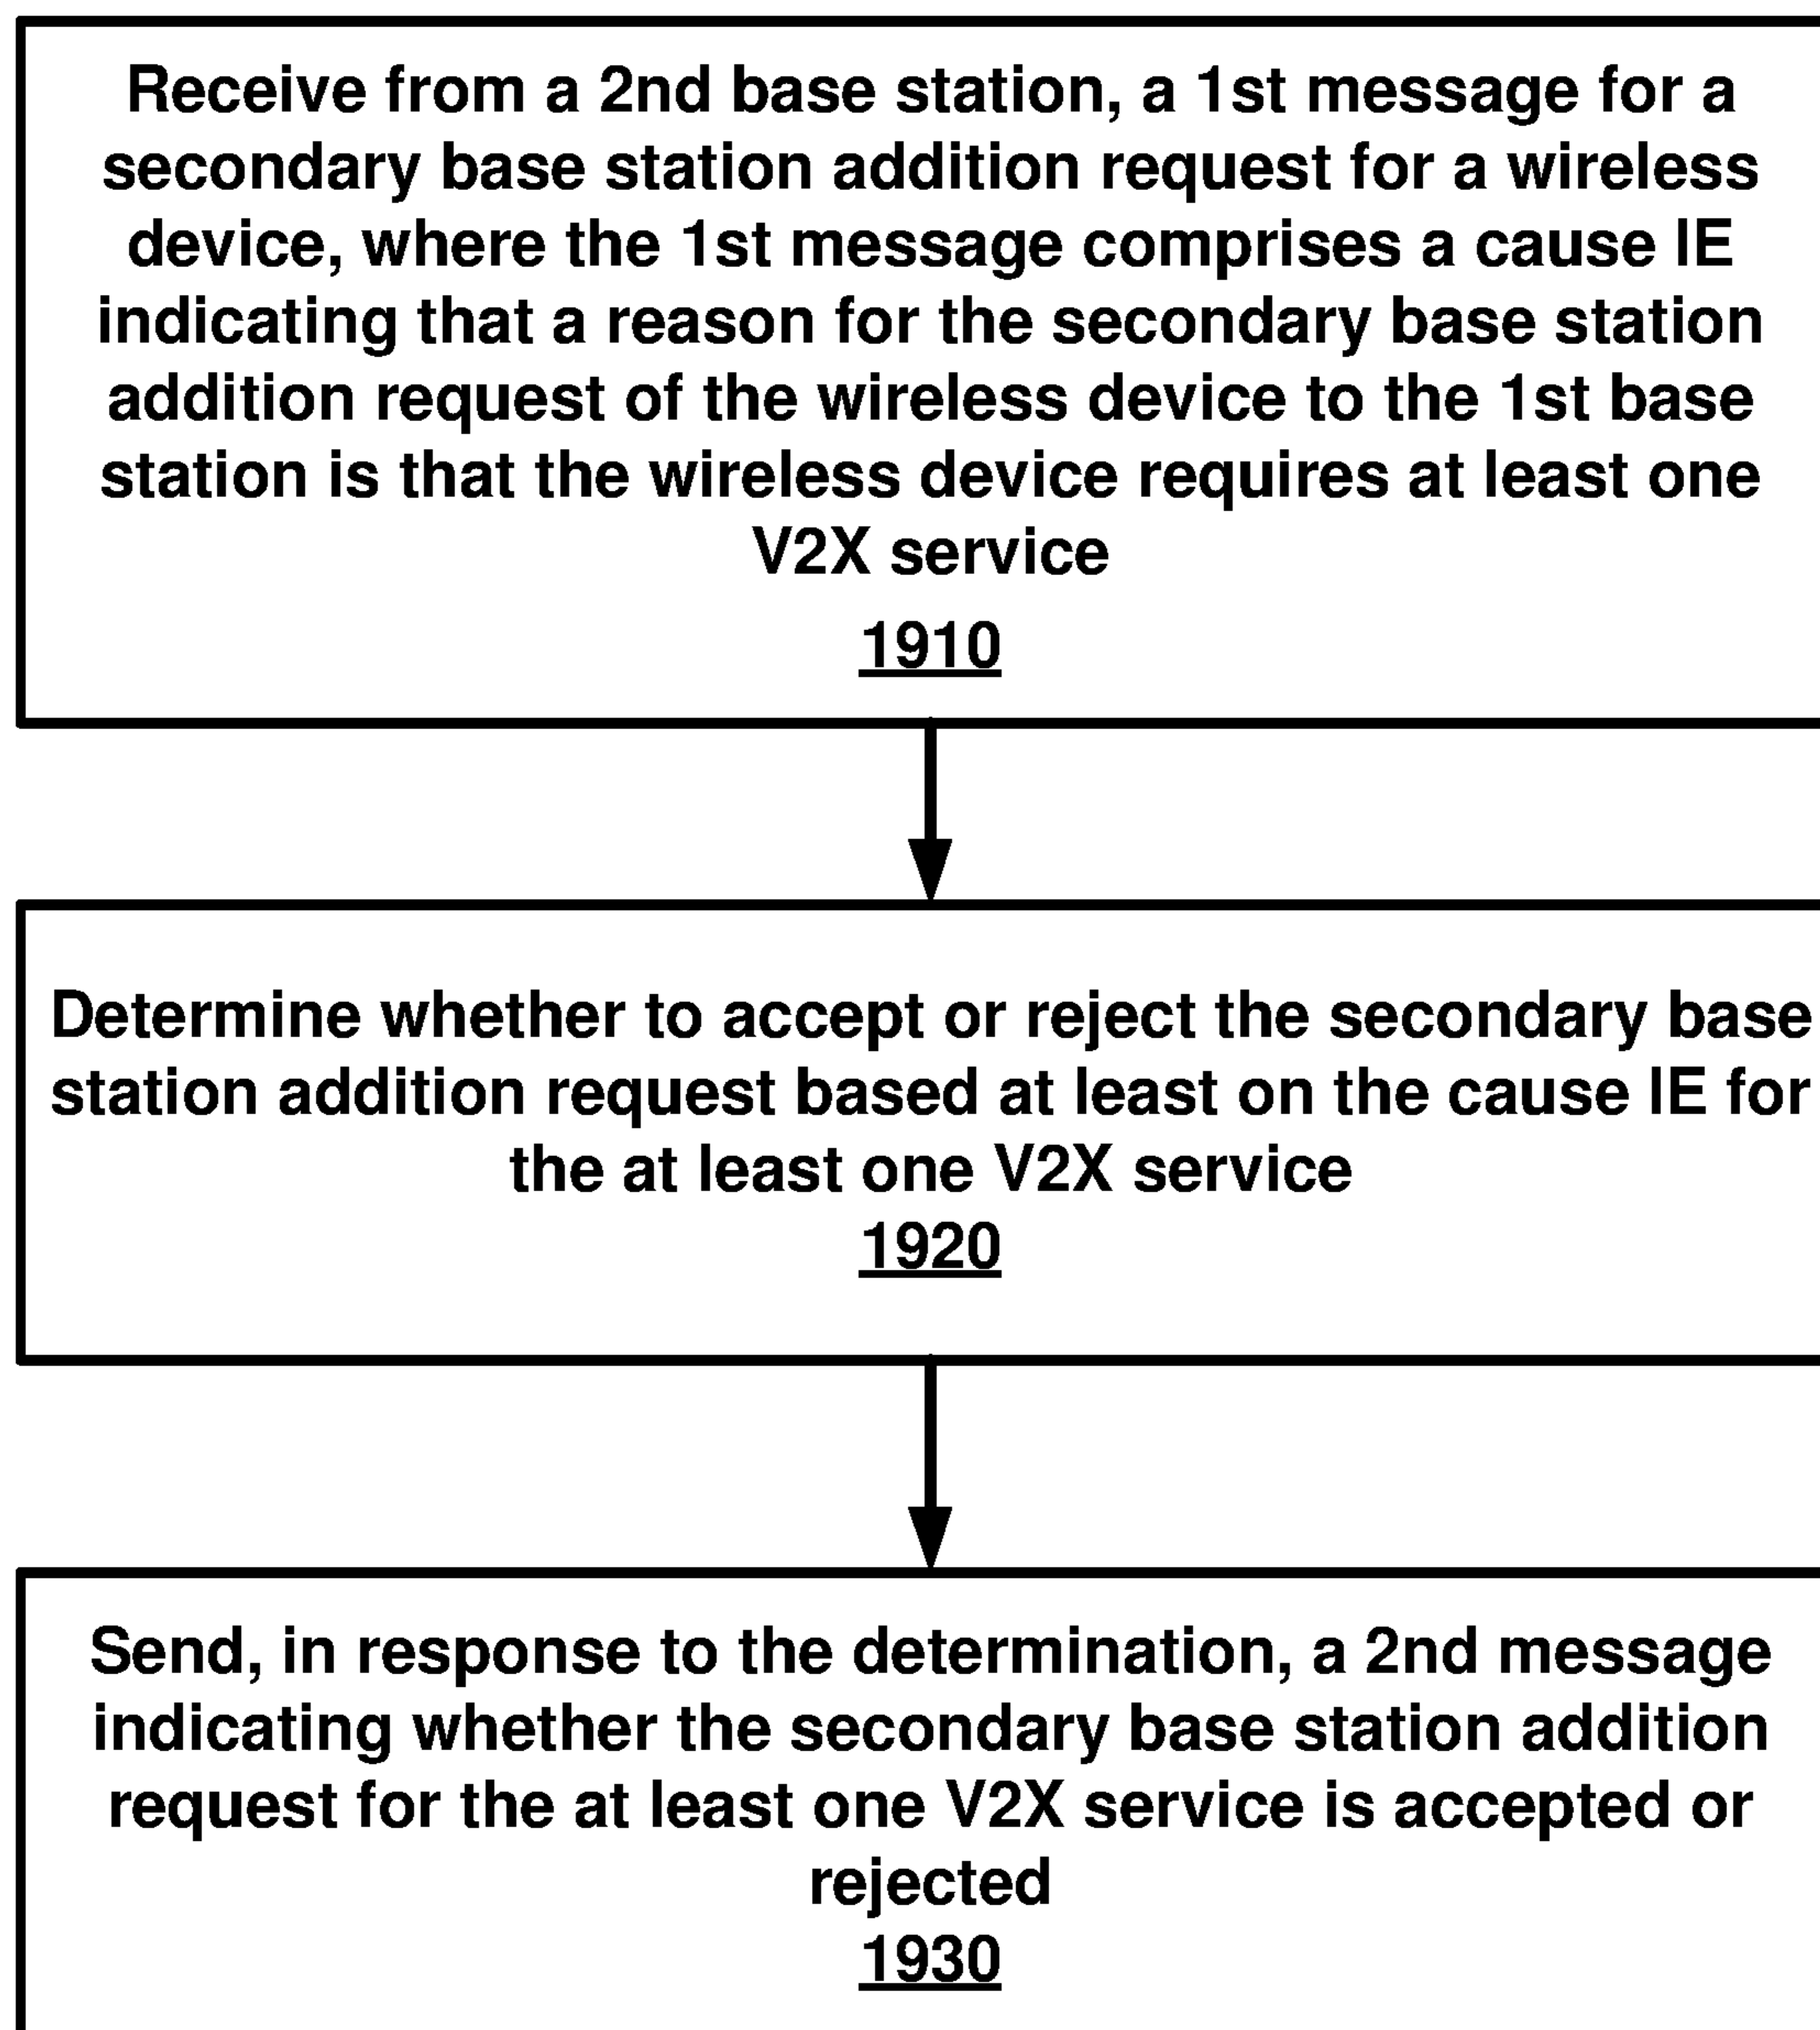 Receive from a 2nd base station, a 1st message for a
secondary base station addition request for a wireless
device, where the 1st message comprises a cause IE
indicating that a reason for the secondary base station
addition request of the wireless device to the 1st base
station is that the wireless device requires at least one
V2X service
1910
Determine whether to accept or reject the secondary base
station addition request based at least on the cause IE for
the at least one V2X service
1920
Send, in response to the determination, a 2nd message
indicating whether the secondary base station addition
request for the at least one V2X service is accepted or
rejected
1930